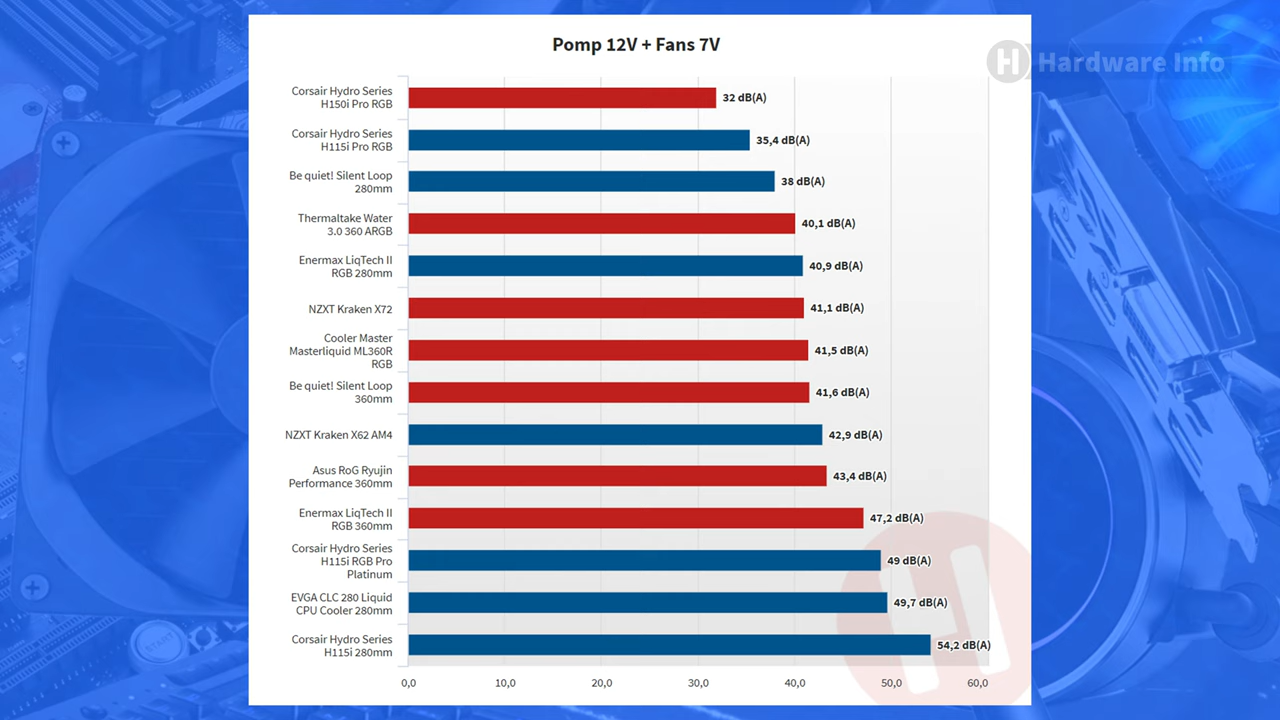 Pomp 12V + Fans 7V
H Hardware Info
Corsair Hydro Series
H150i Pro RGB
32 dB(A)
Corsair Hydro Series
H115i Pro RGB
35,4 dB(A)
Be quiet! Silent Loop
280mm
38 dB(A)
Thermaltake Water
3.0 360 ARGB
40,1 dB(A)
Enermax LiqTech II
RGB 280mm
40,9 dB(A)
NZXT Kraken X72
41,1 dB(A)
Cooler Master
Masterliquid ML360R
RGB
41,5 dB(A)
Be quiet! Silent Loop
360mm
41,6 dB(A)
NZXT Kraken X62 AM4
42,9 dB(A)
Asus RoG Ryujin
Performance 360mm
43,4 dB(A)
Enermax LiqTech II
RGB 360mm
47,2 dB(A)
Corsair Hydro Series
H115i RGB Pro
Platinum
49 dB(A)
EVGA CLC 280 Liquid
CPU Cooler 280mm
49,7 dB(A)
Corsair Hydro Series
H115i 280mm
54,2 dB(A)
0,0 10,0 20,0 30,0 40,0 50,0 60,0
START